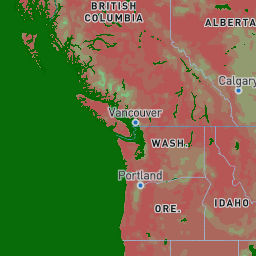 BRITISH
COLUMBIA
ALBERTA
Calgary
Vancouver
WASH.
Portland
ORE.
IDAHO